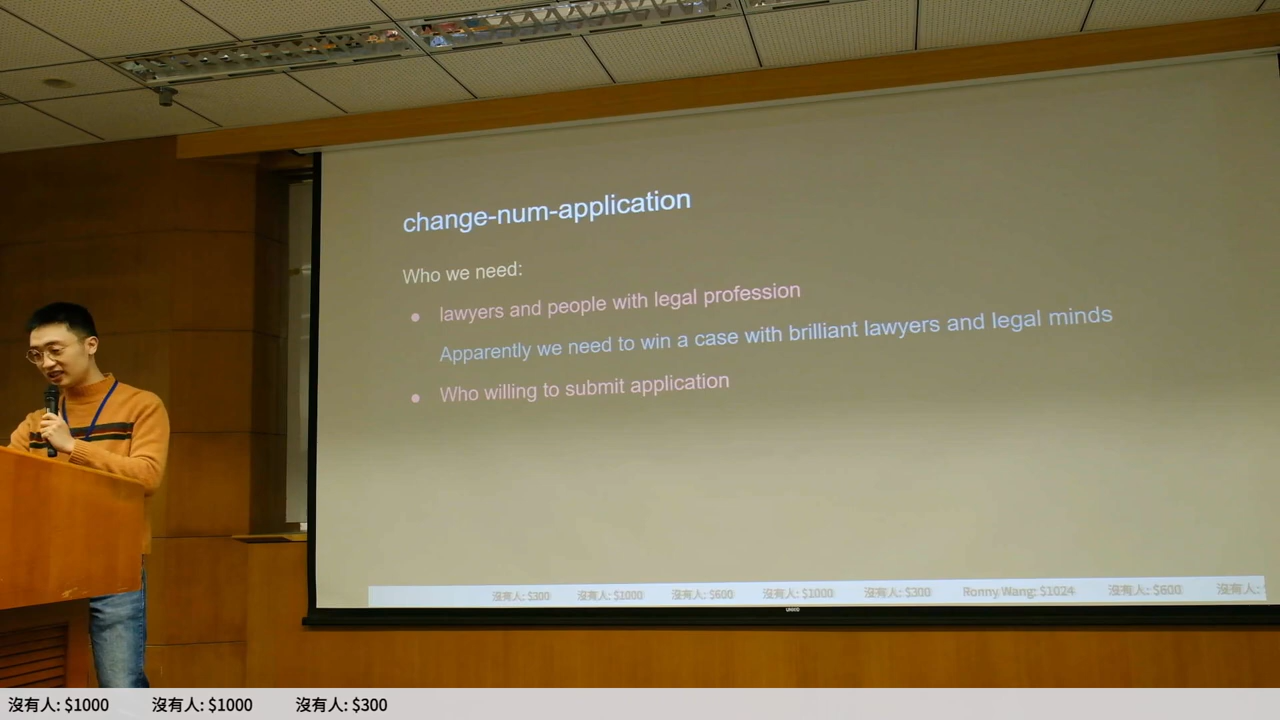 change-num-application
Who we need:
● lawyers and people with legal profession
Apparently we need to win a case with brilliant lawyers and legal minds
● Who willing to submit application
沒有人: $300 沒有人: $1000 沒有人: $600 沒有人: $1000 沒有人: $300 Ronny Wang: $1024 沒有人: $600 沒有人:
沒有人: $1000 沒有人: $1000 沒有人: $300